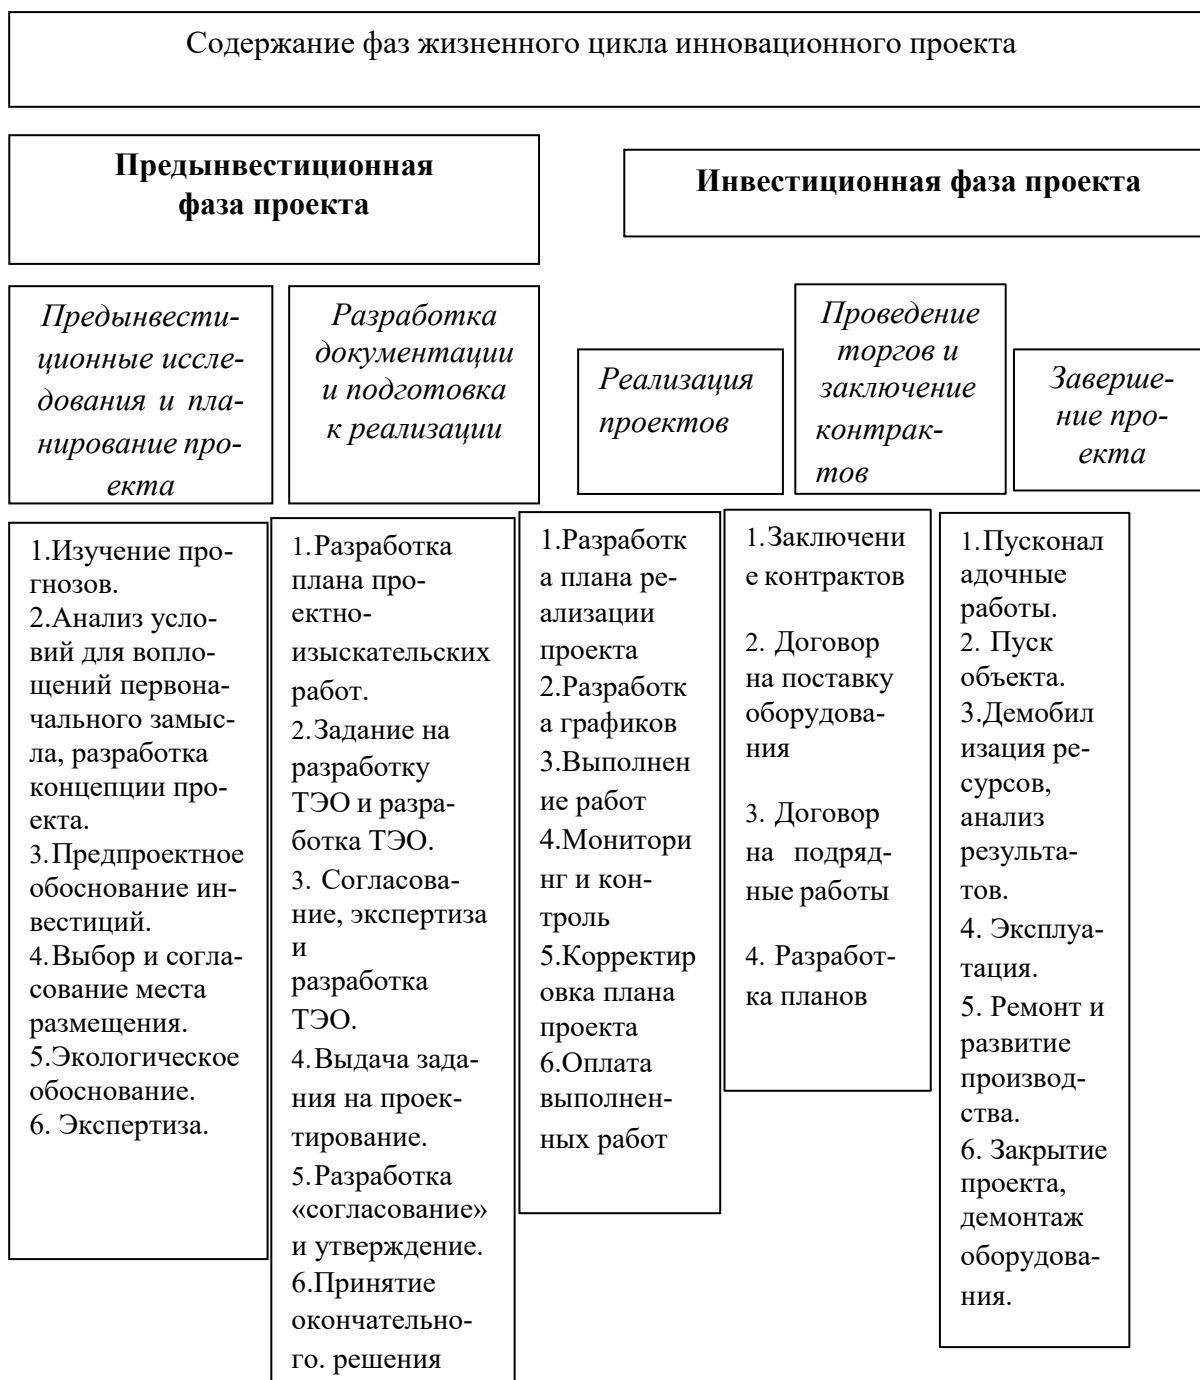 Содержание фаз жизненного цикла инновационного проекта
Предынвестиционная
фаза проекта
Инвестиционная фаза проекта
Предынвести-
ционные иссле-
дования и пла-
нирование про-
екта
Разработка
документации
и подготовка
к реализации
Реализация
проектов
Проведение
торгов и
заключение
контрак-
тов
Заверше-
ние про-
екта
1.Изучение про-
гнозов.
2.Анализ усло-
вий для вопло-
щений первона-
чального замыс-
ла, разработка
концепции про-
екта.
3.Предпроектное
обоснование ин-
вестиций.
4.Выбор и согла-
сование места
размещения.
5.Экологическое
обоснование.
6. Экспертиза.
1.Разработка
плана про-
ектно-
изыскательских
работ.
2.Задание на
разработку
ТЭО и разра-
ботка ТЭО.
3. Согласова-
ние, экспертиза
и
разработка
ТЭО.
4.Выдача зада-
ния на проек-
тирование.
5.Разработка
«согласование»
и утверждение.
6.Принятие
окончательно-
го. решения
1.Разработк
а плана ре-
ализации
проекта
2.Разработк
а графиков
3.Выполнен
ие работ
4.Монитори
нг и кон-
троль
5.Корректир
овка плана
проекта
6.Оплата
выполнен-
ных работ
1.Заключени
е контрактов
2. Договор
на поставку
оборудова-
ния
3. Договор
на подряд-
ные работы
4. Разработ-
ка планов
1.Пусконал
адочные
работы.
2. Пуск
объекта.
3.Демобил
изация ре-
сурсов,
анализ
результа-
тов.
4. Эксплуа-
тация.
5. Ремонт и
развитие
производ-
ства.
6. Закрытие
проекта,
демонтаж
оборудова-
ния.